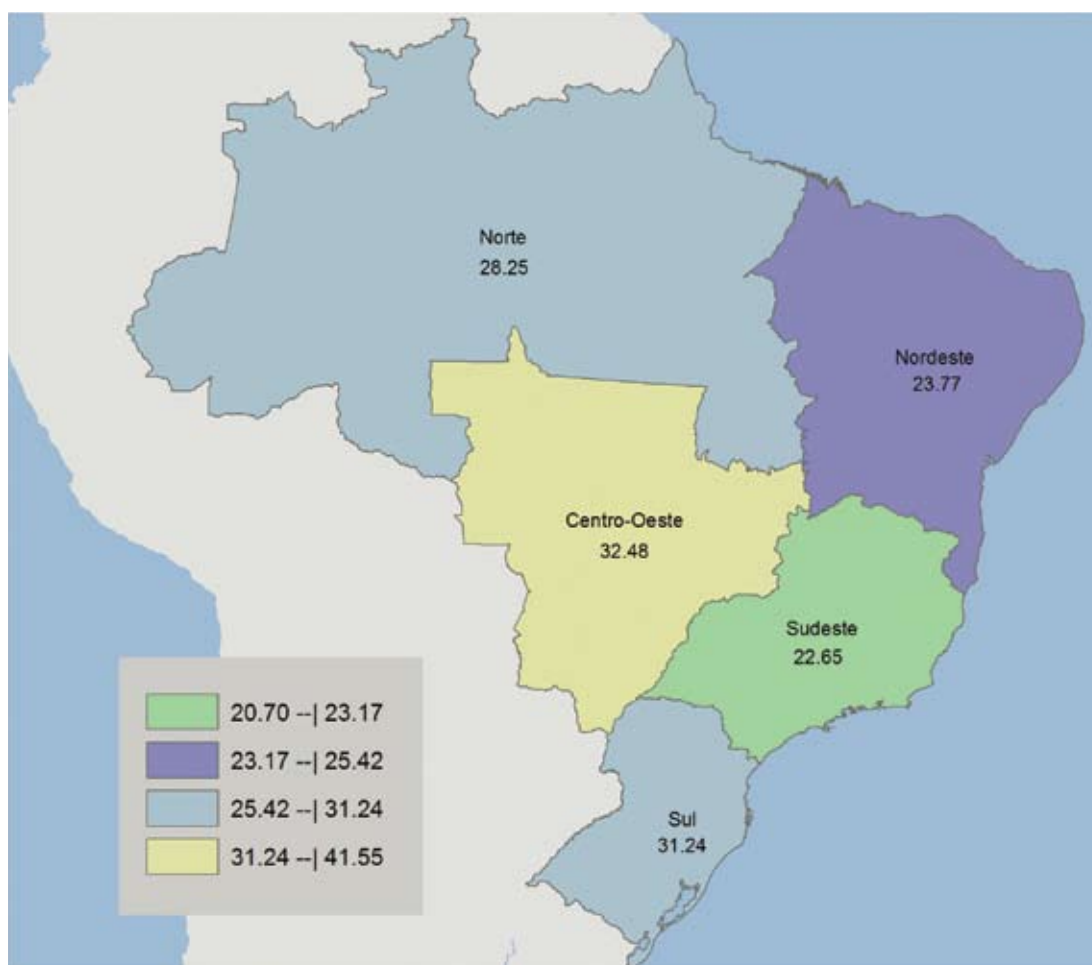 Norte
28.25
Nordeste
23.77
Centro-Oeste
32.48
Sudeste
22.65
20.70 --| 23.17
23.17 --| 25.42
25.42 --| 31.24
31.24 --| 41.55
Sul
31.24